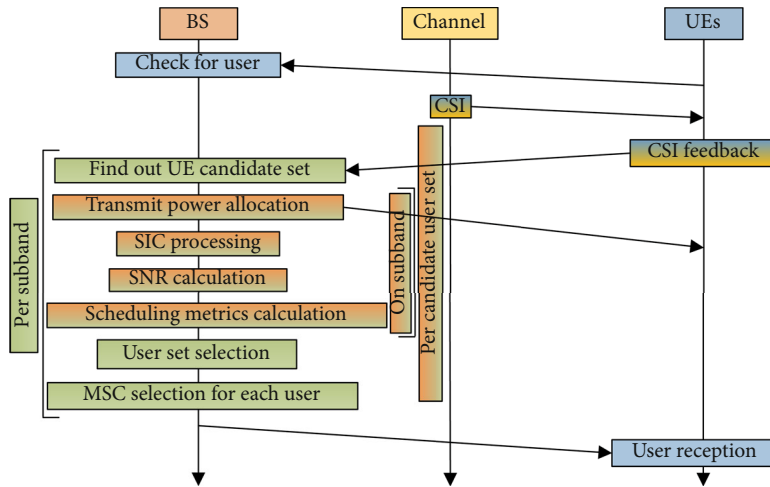 BS
Channel
UEs
Check for user
CSI
CSI feedback
Find out UE candidate set
Transmit power allocation
SIC processing
SNR calculation
Scheduling metrics calculation
User set selection
MSC selection for each user
Per subband
On subband
Per candidate user set
User reception